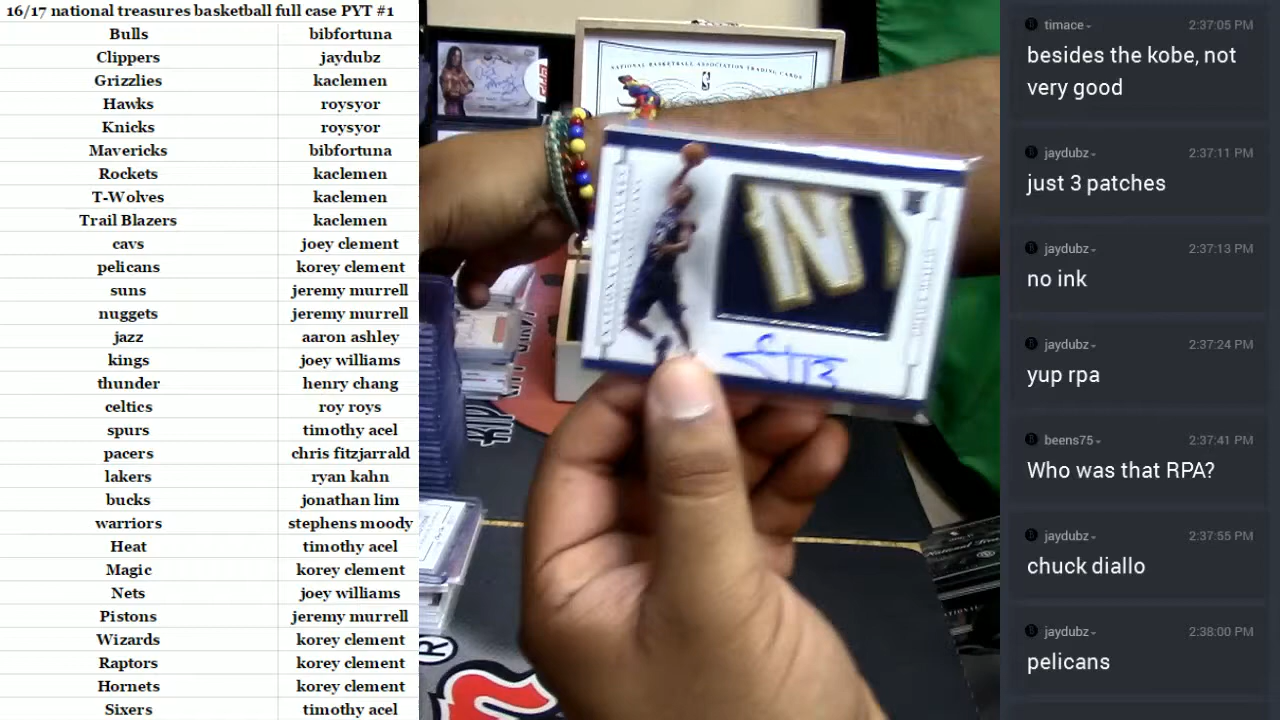 16/17 national treasures basketball full case PYT #1
Bulls bibfortuna
Clippers jaydubz
Grizzlies kaclemen
Hawks roysyor
Knicks roysyor
Mavericks bibfortuna
Rockets kaclemen
T-Wolves kaclemen
Trail Blazers kaclemen
cavs joey clement
pelicans korey clement
suns jeremy murrell
nuggets jeremy murrell
jazz aaron ashley
kings joey williams
thunder henry chang
celtics roy roys
spurs timothy acel
pacers chris fitzjarrald
lakers ryan kahn
bucks jonathan lim
warriors stephens moody
Heat timothy acel
Magic korey clement
Nets joey williams
Pistons jeremy murrell
Wizards korey clement
Raptors korey clement
Hornets korey clement
Sixers timothy acel
NATIONAL BASKETBALL ASSOCIATION TRADING CARDS
N
timace 2:37:05 PM
besides the kobe, not
very good
jaydubz 2:37:11 PM
just 3 patches
jaydubz 2:37:13 PM
no ink
jaydubz 2:37:24 PM
yup rpa
beens75 2:37:41 PM
Who was that RPA?
jaydubz 2:37:55 PM
chuck diallo
jaydubz 2:38:00 PM
pelicans